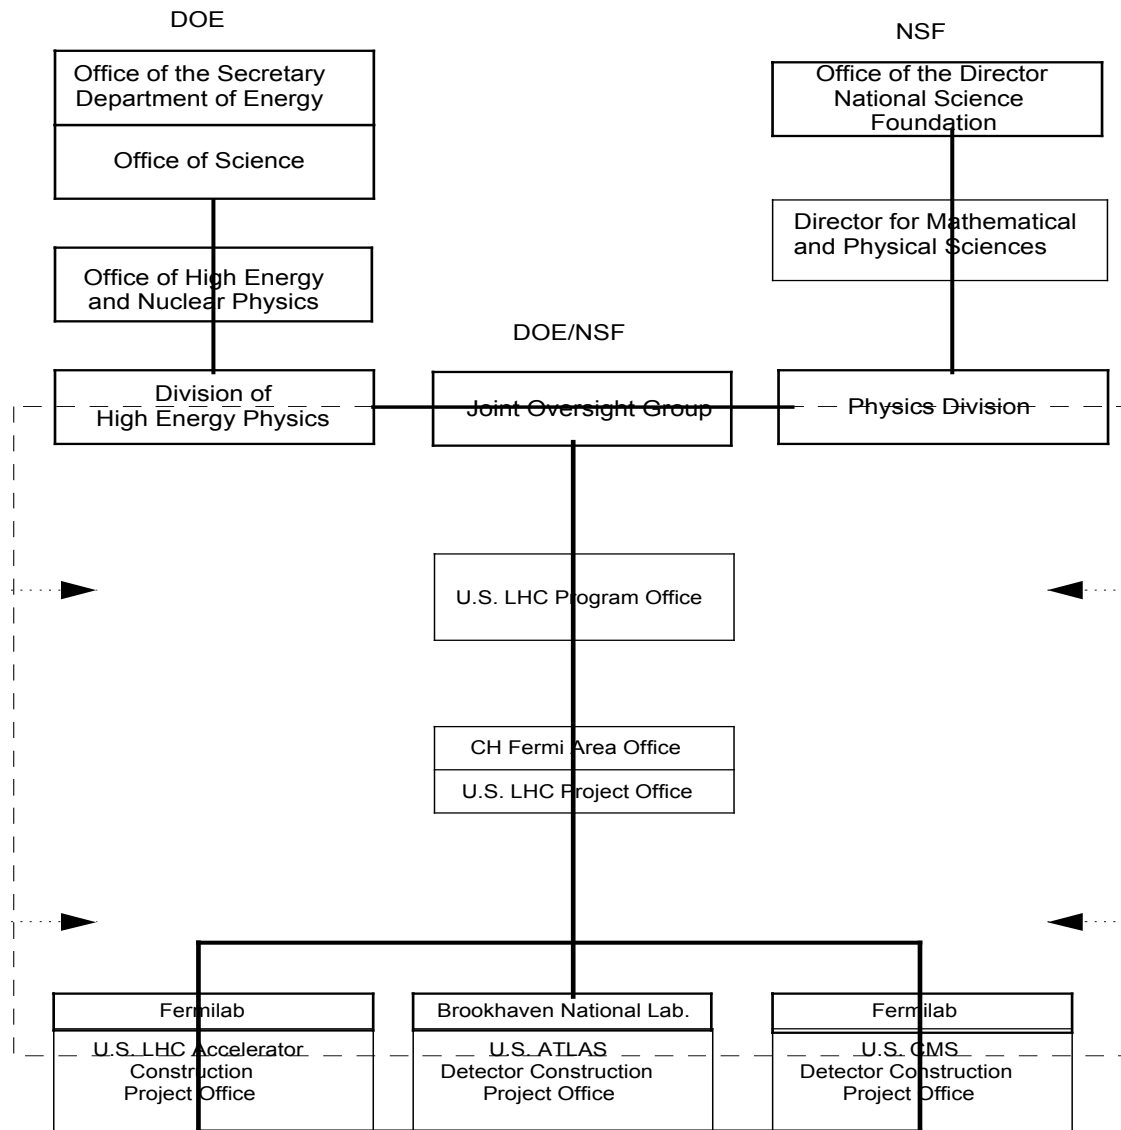 DOE
NSF
Office of the Secretary
Department of Energy
Office of Science
Office of the Director
National Science
Foundation
Director for Mathematical
and Physical Sciences
Office of High Energy
and Nuclear Physics
DOE/NSF
Division of
High Energy Physics
Joint Oversight Group
Physics Division
U.S. LHC Program Office
CH Fermi Area Office
U.S. LHC Project Office
Fermilab
U.S. LHC Accelerator
Construction
Project Office
Brookhaven National Lab.
U.S. ATLAS
Detector Construction
Project Office
Fermilab
U.S. CMS
Detector Construction
Project Office